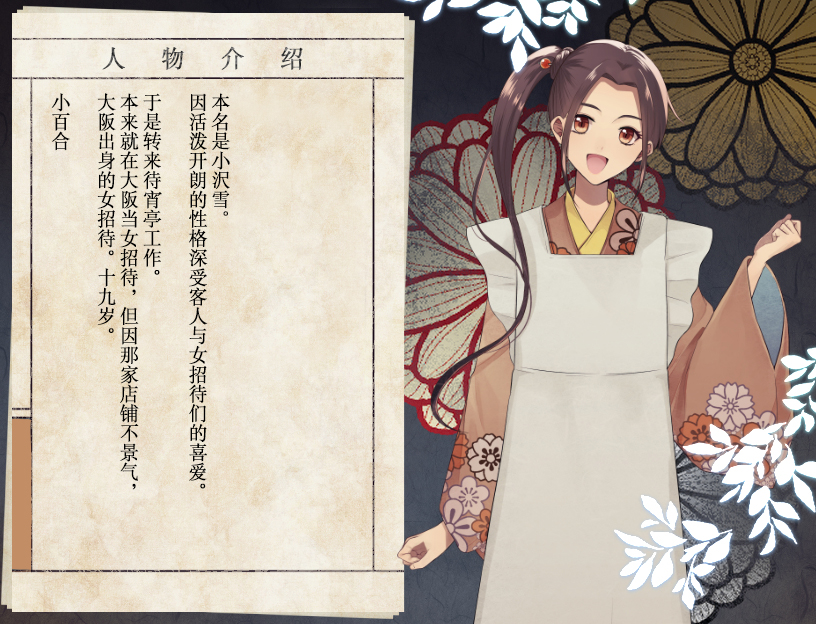 人物介绍
小百合
大阪出身的女招待。十九岁。
本来就在大阪当女招待，但因那家店铺不景气，
于是转来待宵亭工作。
因活泼开朗的性格深受客人与女招待们的喜爱。
本名是小沢雪。